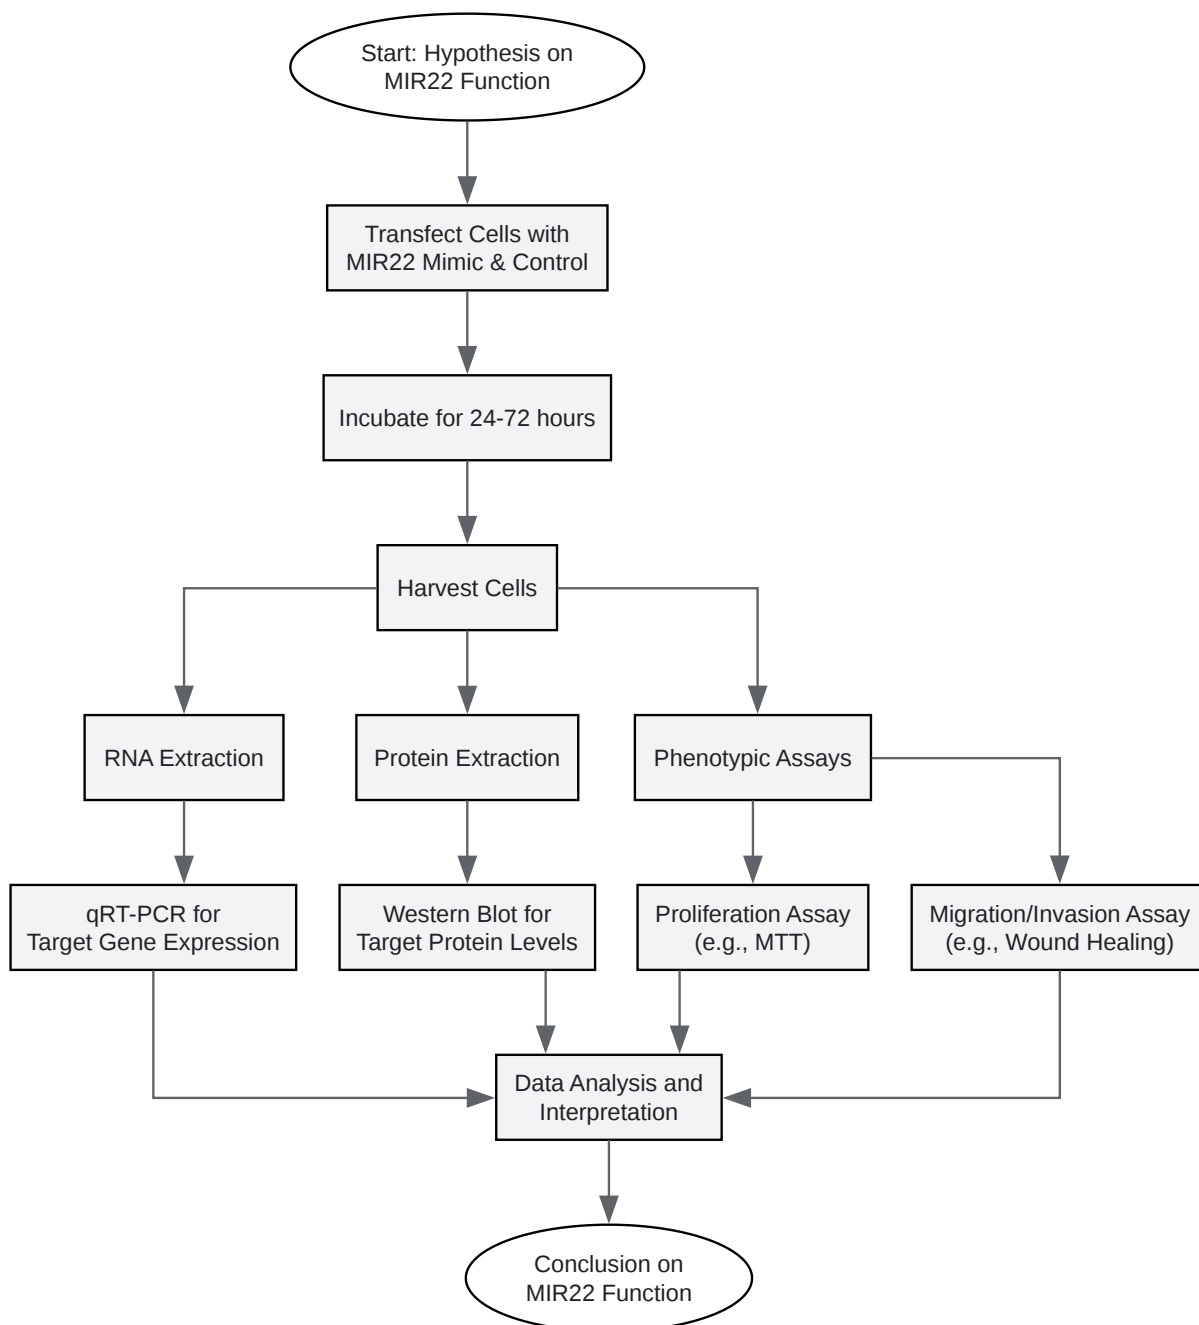 Start: Hypothesis on
MIR22 Function
Transfect Cells with
MIR22 Mimic & Control
Incubate for 24-72 hours
Harvest Cells
RNA Extraction
Protein Extraction
Phenotypic Assays
qRT-PCR for
Target Gene Expression
Western Blot for
Target Protein Levels
Proliferation Assay
(e.g., MTT)
Migration/Invasion Assay
(e.g., Wound Healing)
Data Analysis and
Interpretation
Conclusion on
MIR22 Function